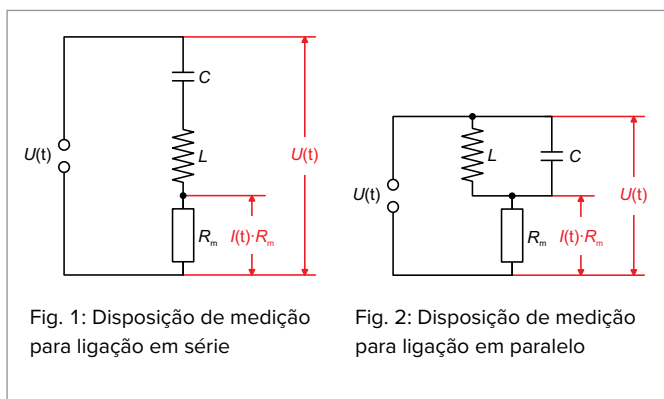 C
U(t)
L
U(t)
Rm
I(t)·Rm
L
C
U(t)
U(t)
Rm
I(t)·Rm
Fig. 1: Disposição de medição
para ligação em série
Fig. 2: Disposição de medição
para ligação em paralelo